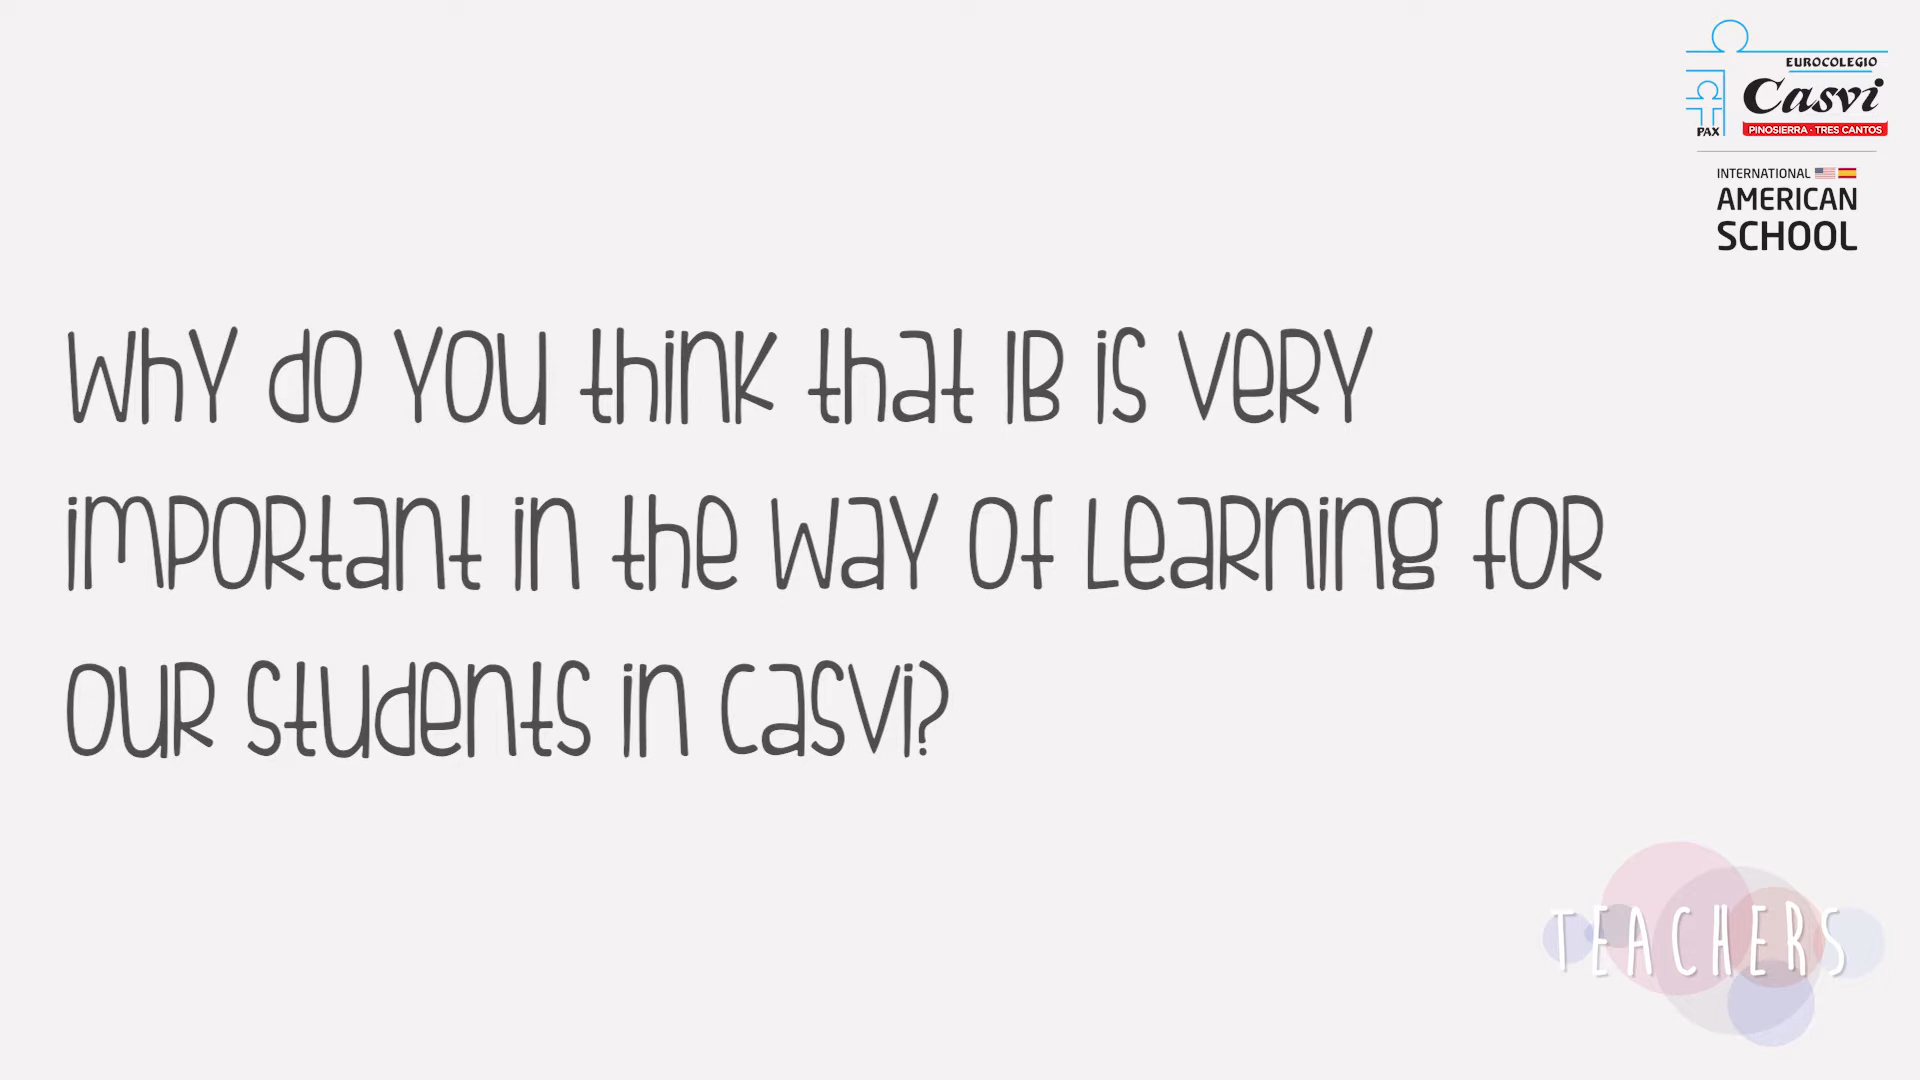 EUROCOLEGIO
Casvi
PAX
PINOSIERRA · TRES CANTOS
INTERNATIONAL
AMERICAN
SCHOOL
Why do you think that IB is very
important in the way of learning for
our students in Casvi?
TEACHERS